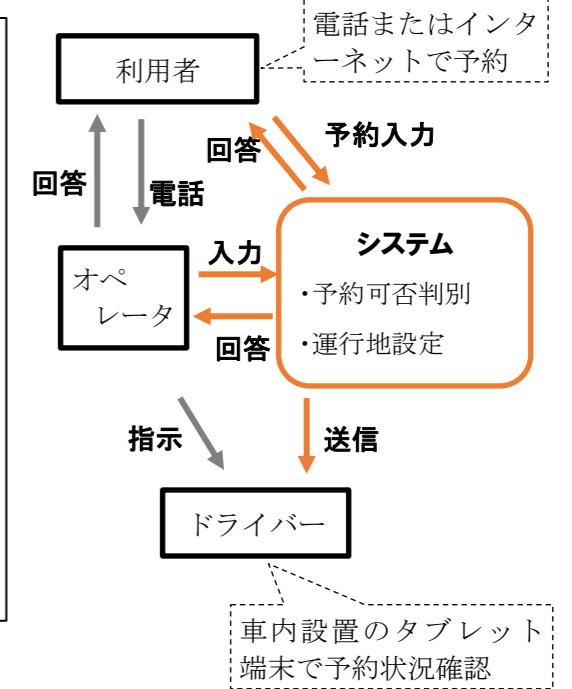 電話またはインタ
ーネットで予約
利用者
予約入力
回答
回答
電話
システム
・予約可否判別
・運行地設定
入力
オペ
レータ
回答
指示
送信
ドライバー
車内設置のタブレット
端末で予約状況確認